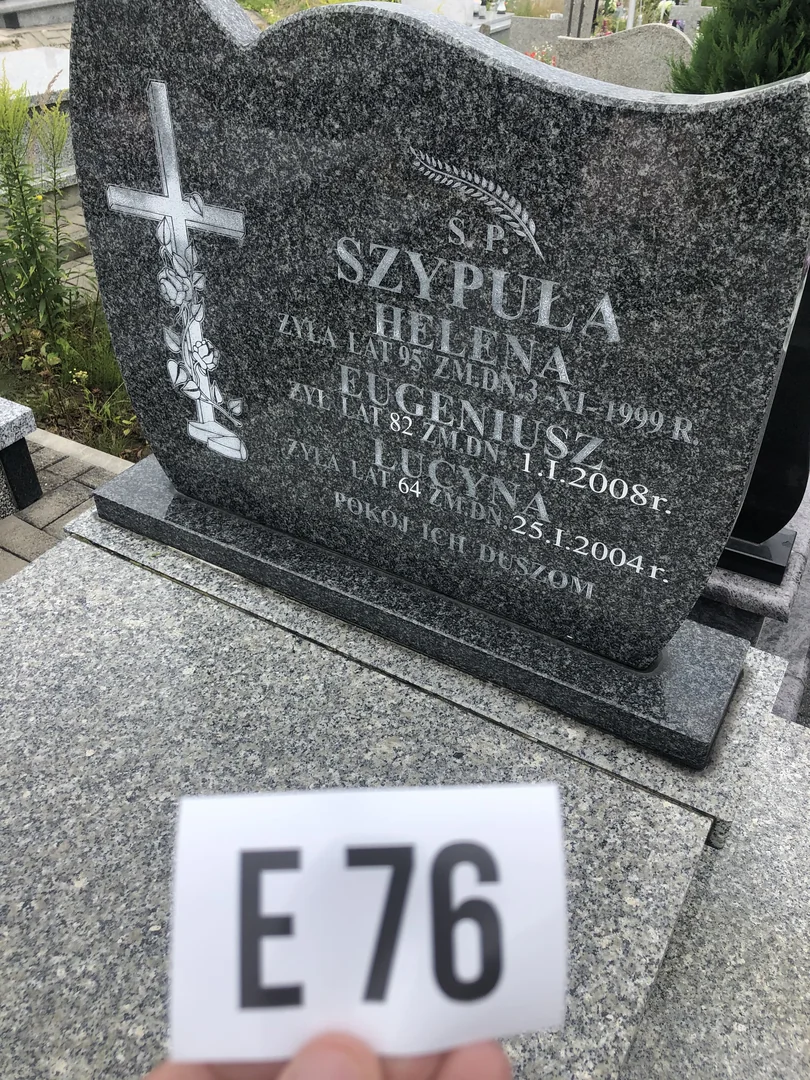 Ś. P.
SZYPUŁA
HELENA
ŻYŁA LAT 95 ZM.DN. 3-XI-1999 R.
EUGENIUSZ
ŻYŁ LAT 82 ZM.DN. 1.I.2008r.
LUCYNA
ŻYŁA LAT 64 ZM.DN. 25.I.2004r.
POKÓJ ICH DUSZOM
E 76